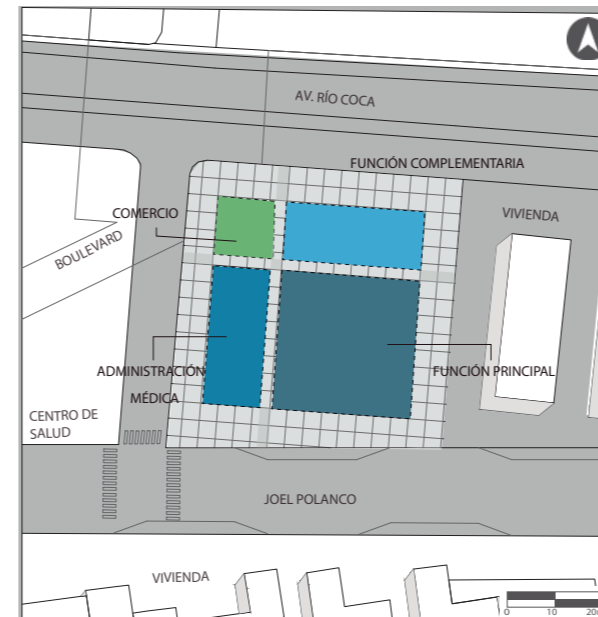 AV. RÍO COCA
FUNCIÓN COMPLEMENTARIA
COMERCIO
VIVIENDA
BOULEVARD
ADMINISTRACIÓN
MÉDICA
FUNCIÓN PRINCIPAL
CENTRO DE
SALUD
JOEL POLANCO
VIVIENDA
0 10 20